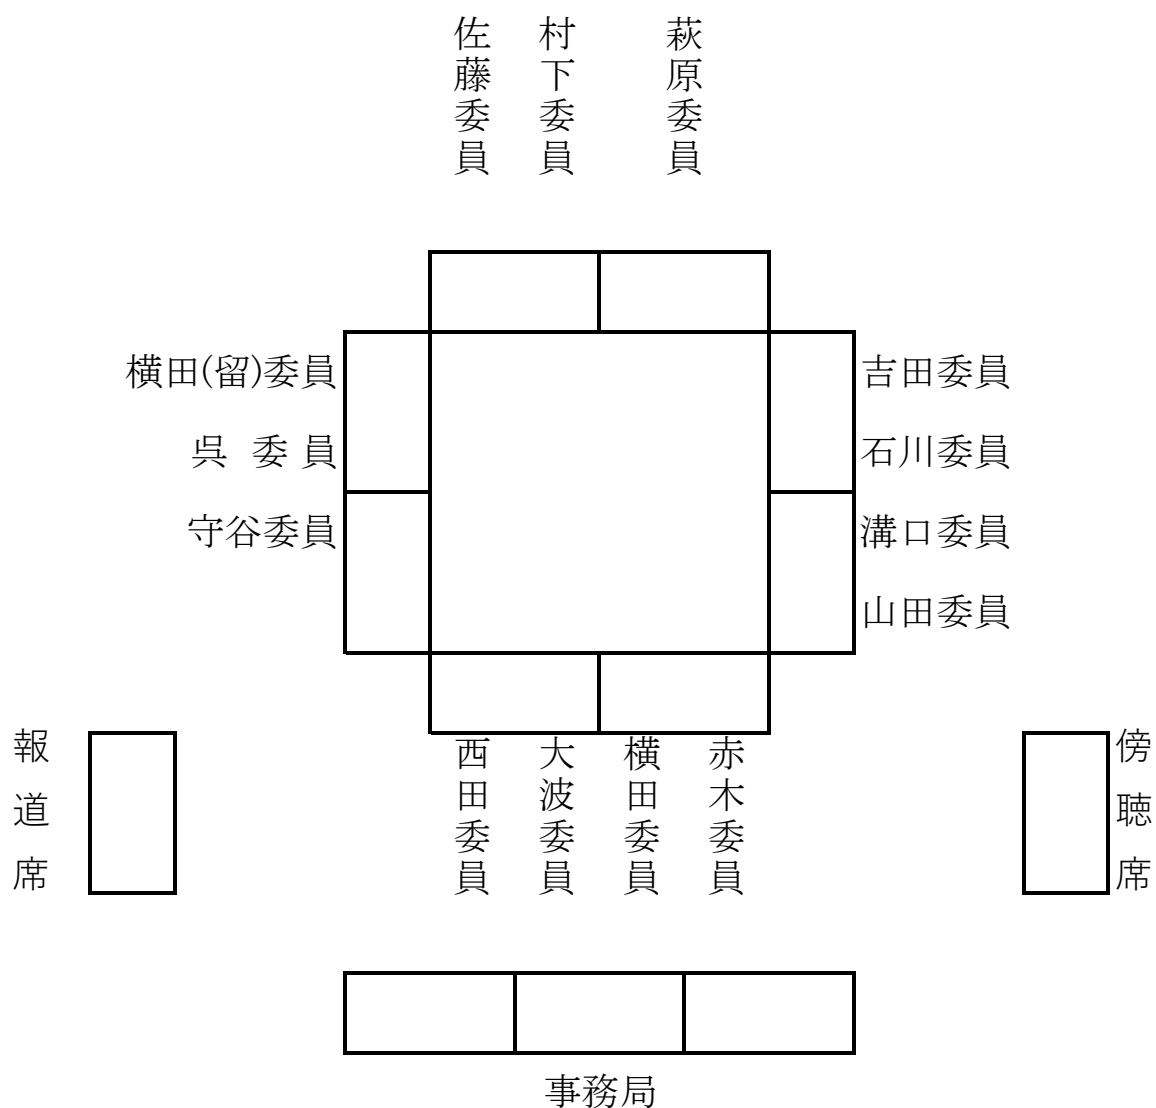 佐藤委員
村下委員
萩原委員
横田(留)委員
呉 委 員
守谷委員
吉田委員
石川委員
溝口委員
山田委員
西田委員
大波委員
横田委員
赤木委員
報道席
傍聴席
事務局